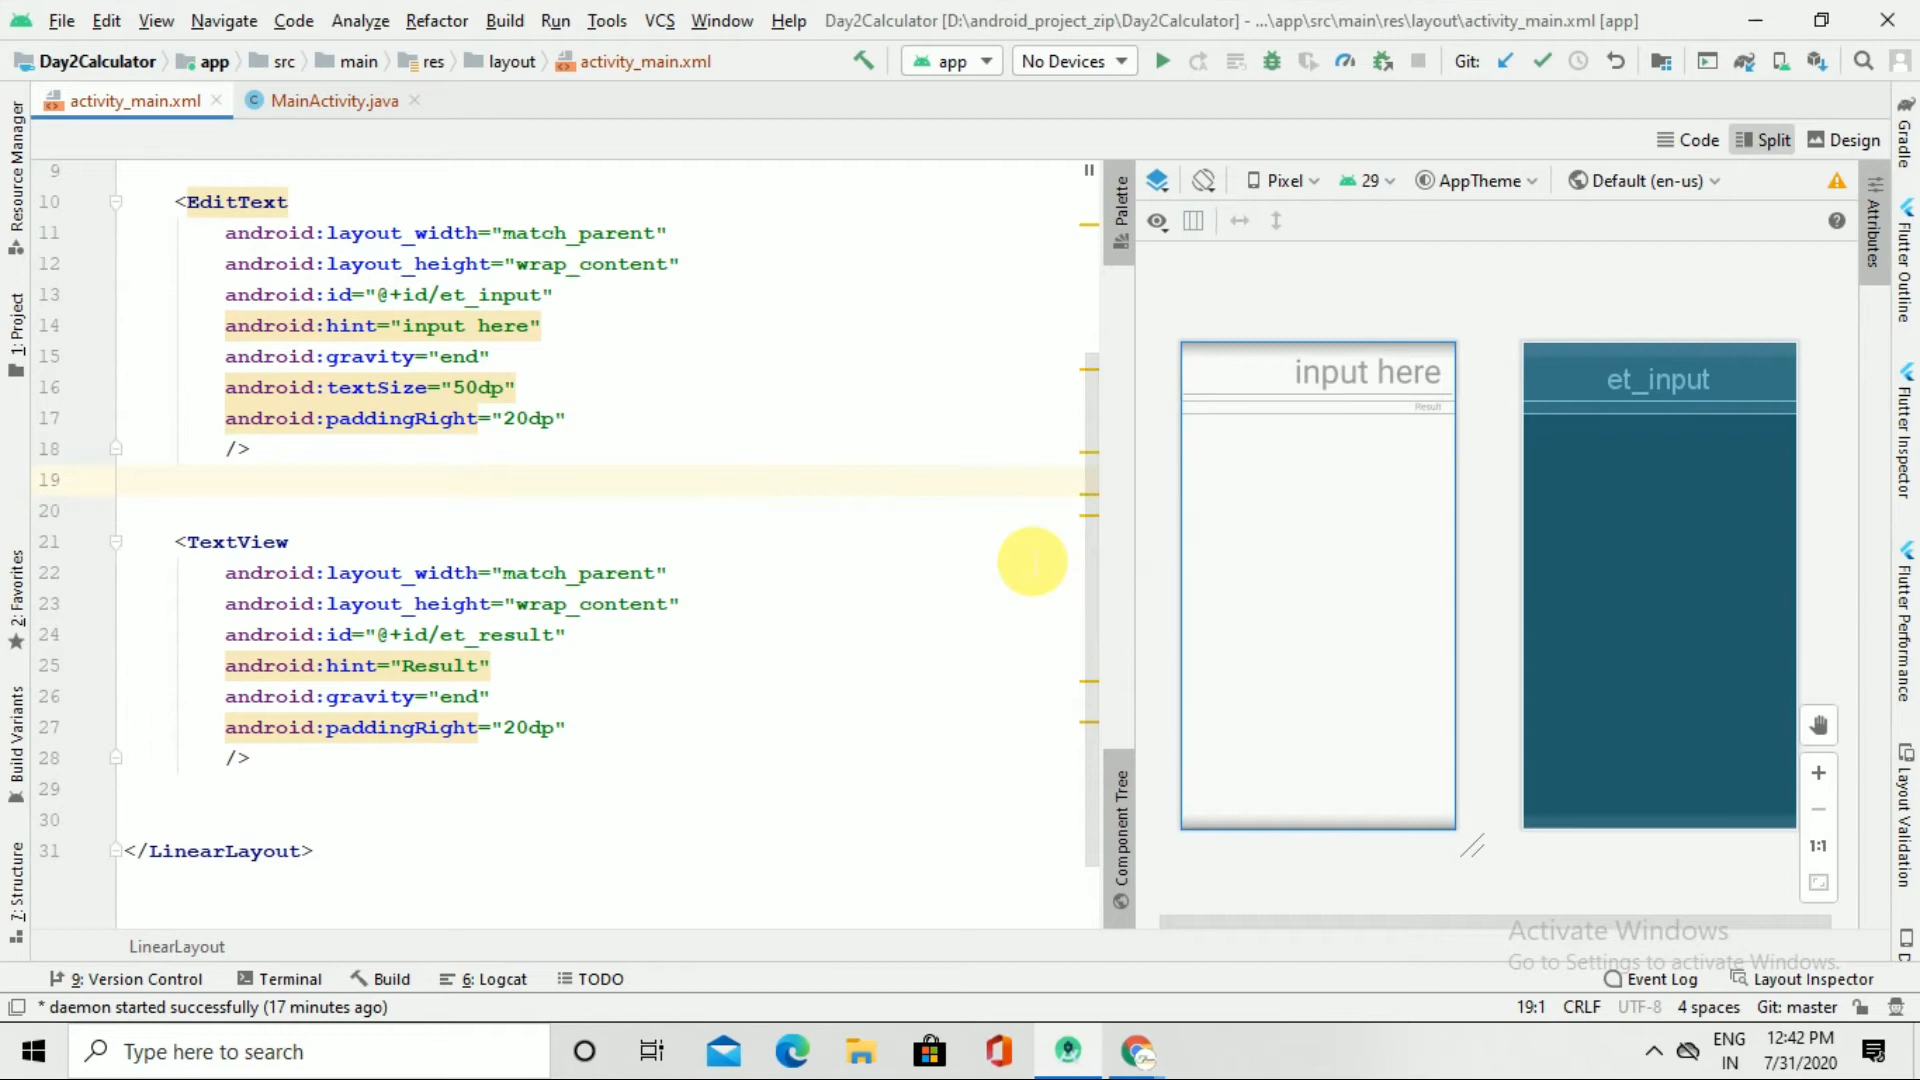 File Edit View Navigate Code Analyze Refactor Build Run Tools VCS Window Help Day2Calculator [D:\android_project_zip\Day2Calculator] - ...\app\src\main\res\layout\activity_main.xml [app]
Day2Calculator app src main res layout activity_main.xml app No Devices Git:
activity_main.xml MainActivity.java
Code Split Design
Pixel 29 AppTheme Default (en-us)
9
10 <EditText
11 android:layout_width="match_parent"
12 android:layout_height="wrap_content"
13 android:id="@+id/et_input"
14 android:hint="input here"
15 android:gravity="end"
16 android:textSize="50dp"
17 android:paddingRight="20dp"
18 />
19
20
21 <TextView
22 android:layout_width="match_parent"
23 android:layout_height="wrap_content"
24 android:id="@+id/et_result"
25 android:hint="Result"
26 android:gravity="end"
27 android:paddingRight="20dp"
28 />
29
30
31 </LinearLayout>
LinearLayout
Resource Manager
1: Project
2: Favorites
Build Variants
7: Structure
Palette
Component Tree
input here
Result
et_input
1:1
Attributes
Gradle
Flutter Outline
Flutter Inspector
Flutter Performance
Layout Validation
Activate Windows
Go to Settings to activate Windows.
9: Version Control Terminal Build 6: Logcat TODO Event Log Layout Inspector
* daemon started successfully (17 minutes ago) 19:1 CRLF UTF-8 4 spaces Git: master
Type here to search
ENG 12:42 PM
IN 7/31/2020